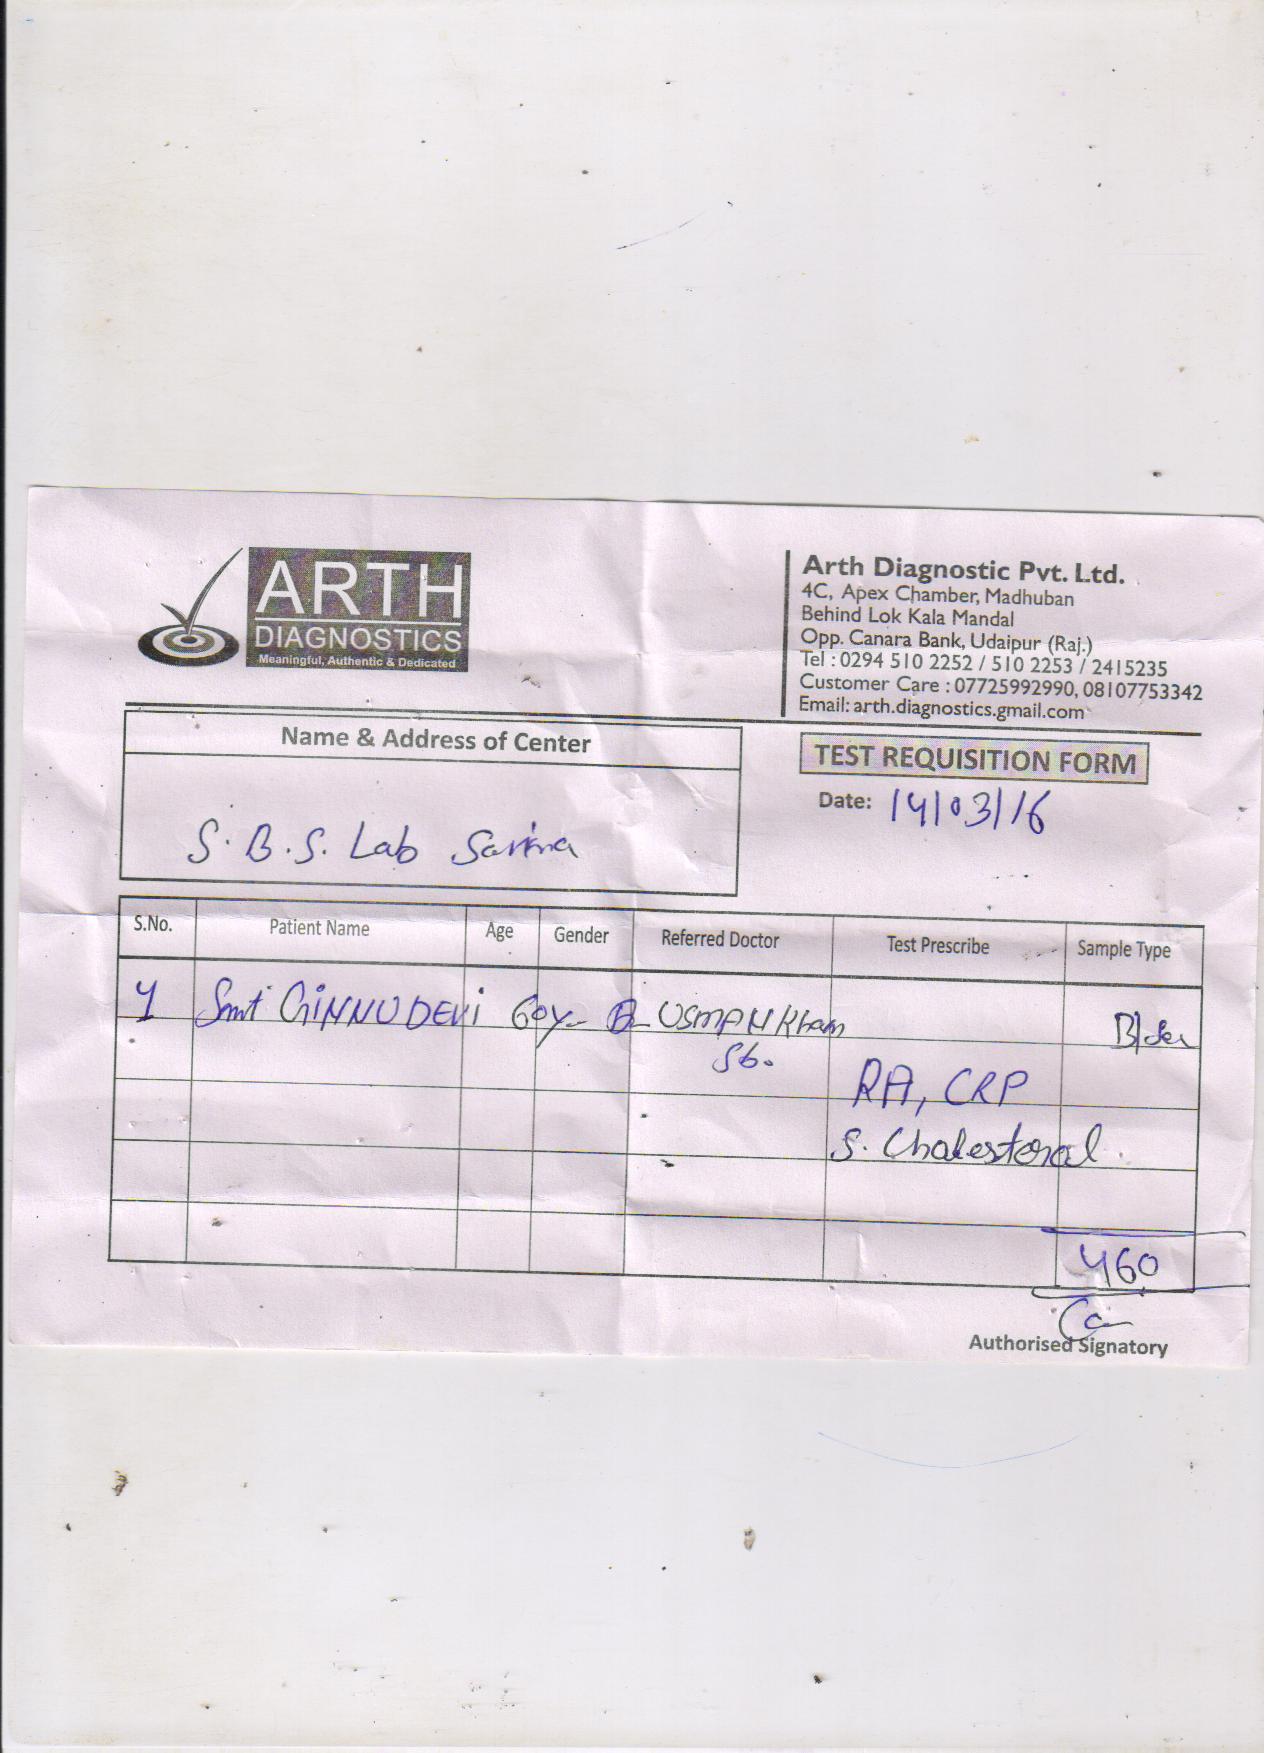 ARTH
DIAGNOSTICS
Meaningful, Authentic & Dedicated
Arth Diagnostic Pvt. Ltd.
4C, Apex Chamber, Madhuban
Behind Lok Kala Mandal
Opp. Canara Bank, Udaipur (Raj.)
Tel : 0294 510 2252 / 510 2253 / 2415235
Customer Care : 07725992990, 08107753342
Email: arth.diagnostics.gmail.com
Name & Address of Center
S. B. S. Lab
TEST REQUISITION FORM
Date: 14/03/16
S.No. Patient Name Age Gender Referred Doctor Test Prescribe Sample Type
1 Smt GINNU DEVI 60y- USMAN Khan
RA, CRP
S. Cholesterol
460
Authorised Signatory